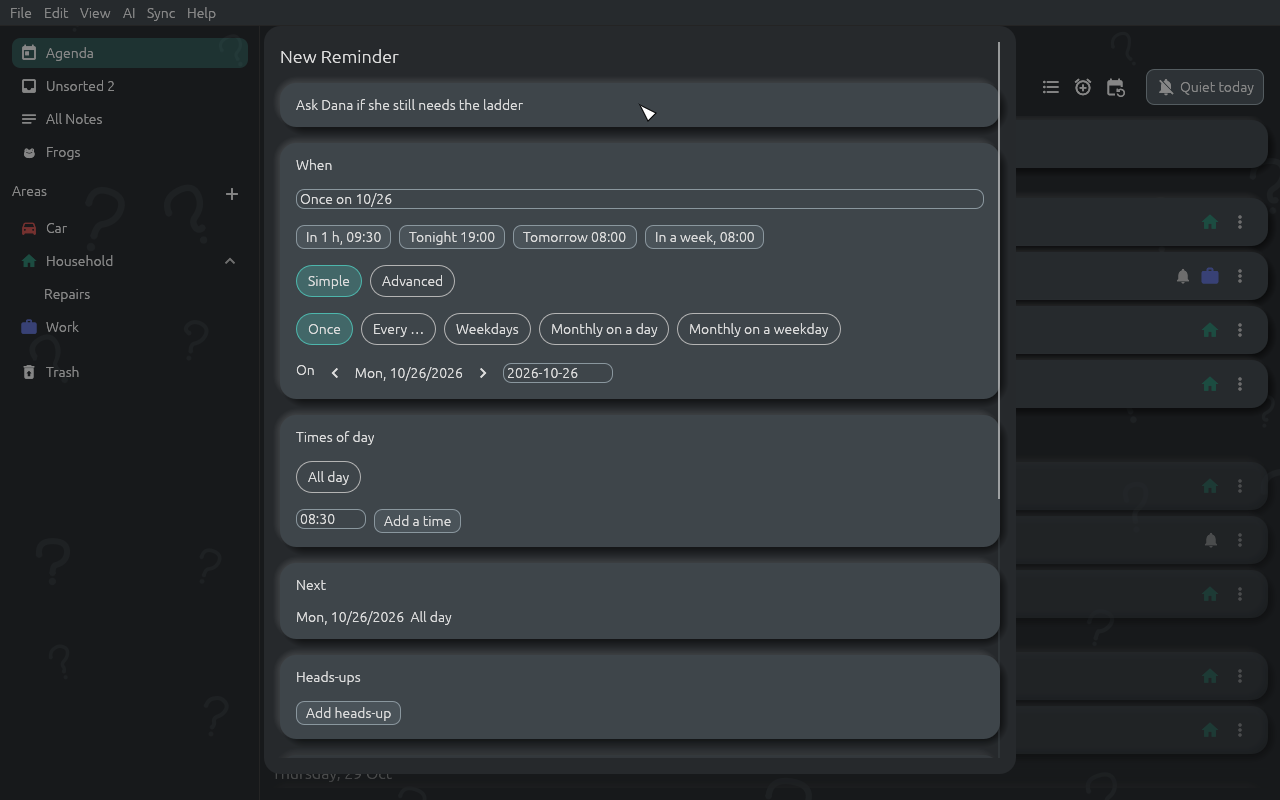 File Edit View AI Sync Help
Agenda
Unsorted 2
All Notes
Frogs
Areas
Car
Household
Repairs
Work
Trash
New Reminder
Ask Dana if she still needs the ladder
When
Once on 10/26
In 1 h, 09:30 Tonight 19:00 Tomorrow 08:00 In a week, 08:00
Simple Advanced
Once Every ... Weekdays Monthly on a day Monthly on a weekday
On Mon, 10/26/2026 2026-10-26
Times of day
All day
08:30 Add a time
Next
Mon, 10/26/2026 All day
Heads-ups
Add heads-up
Quiet today
Thursday, 29 Oct